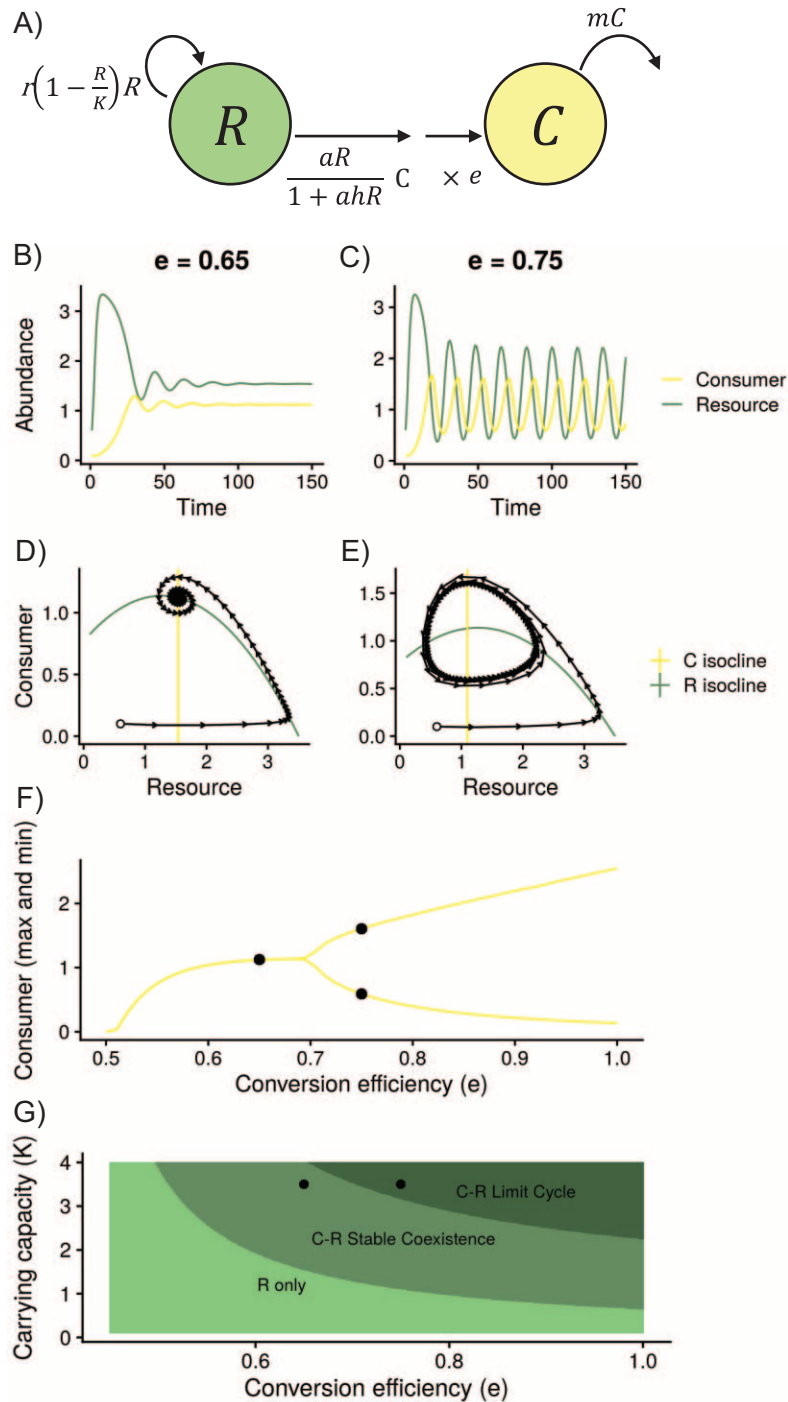 A)
mC
r(1 − R/K)R
R
C
aR/(1 + ahR) C × e
B) e = 0.65
C) e = 0.75
Abundance
3
2
1
0
0 50 100 150
Time
3
2
1
0
0 50 100 150
Time
Consumer
Resource
D)
E)
Consumer
1.0
0.5
0.0
0 1 2 3
Resource
1.5
1.0
0.5
0.0
0 1 2 3
Resource
C isocline
R isocline
F)
Consumer (max and min)
2
1
0
0.5 0.6 0.7 0.8 0.9 1.0
Conversion efficiency (e)
G)
Carrying capacity (K)
4
3
2
1
0
C-R Limit Cycle
C-R Stable Coexistence
R only
0.6 0.8 1.0
Conversion efficiency (e)